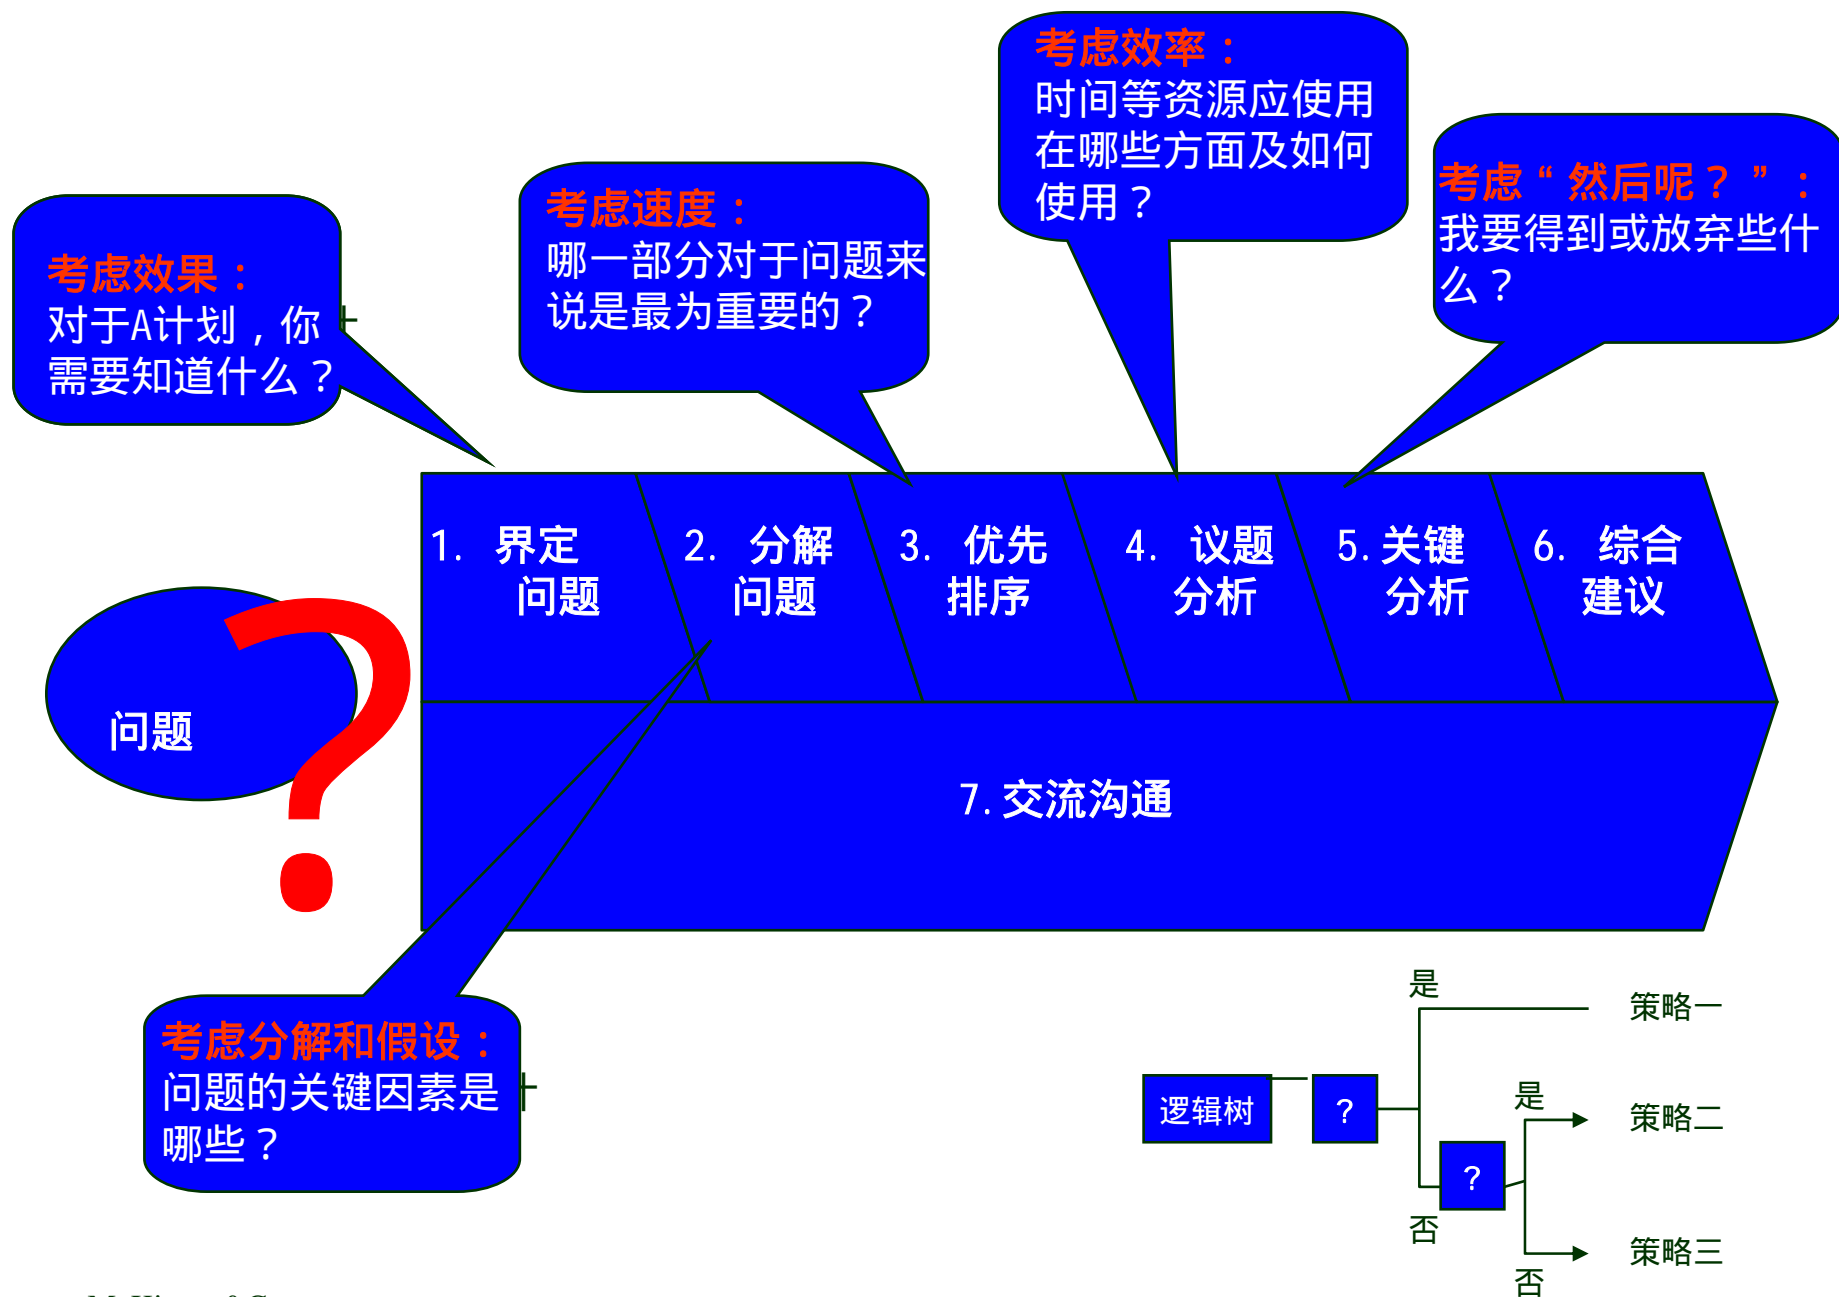 考虑效率：
时间等资源应使用
在哪些方面及如何
使用？
考虑“然后呢？”：
我要得到或放弃些什
么？
考虑速度：
哪一部分对于问题来
说是最为重要的？
考虑效果：
对于A计划，你
需要知道什么？
1. 界定
问题
2. 分解
问题
3. 优先
排序
4. 议题
分析
5.关键
分析
6. 综合
建议
问题
?
7.交流沟通
考虑分解和假设：
问题的关键因素是
哪些？
逻辑树
?
是
策略一
?
否
是
策略二
否
策略三